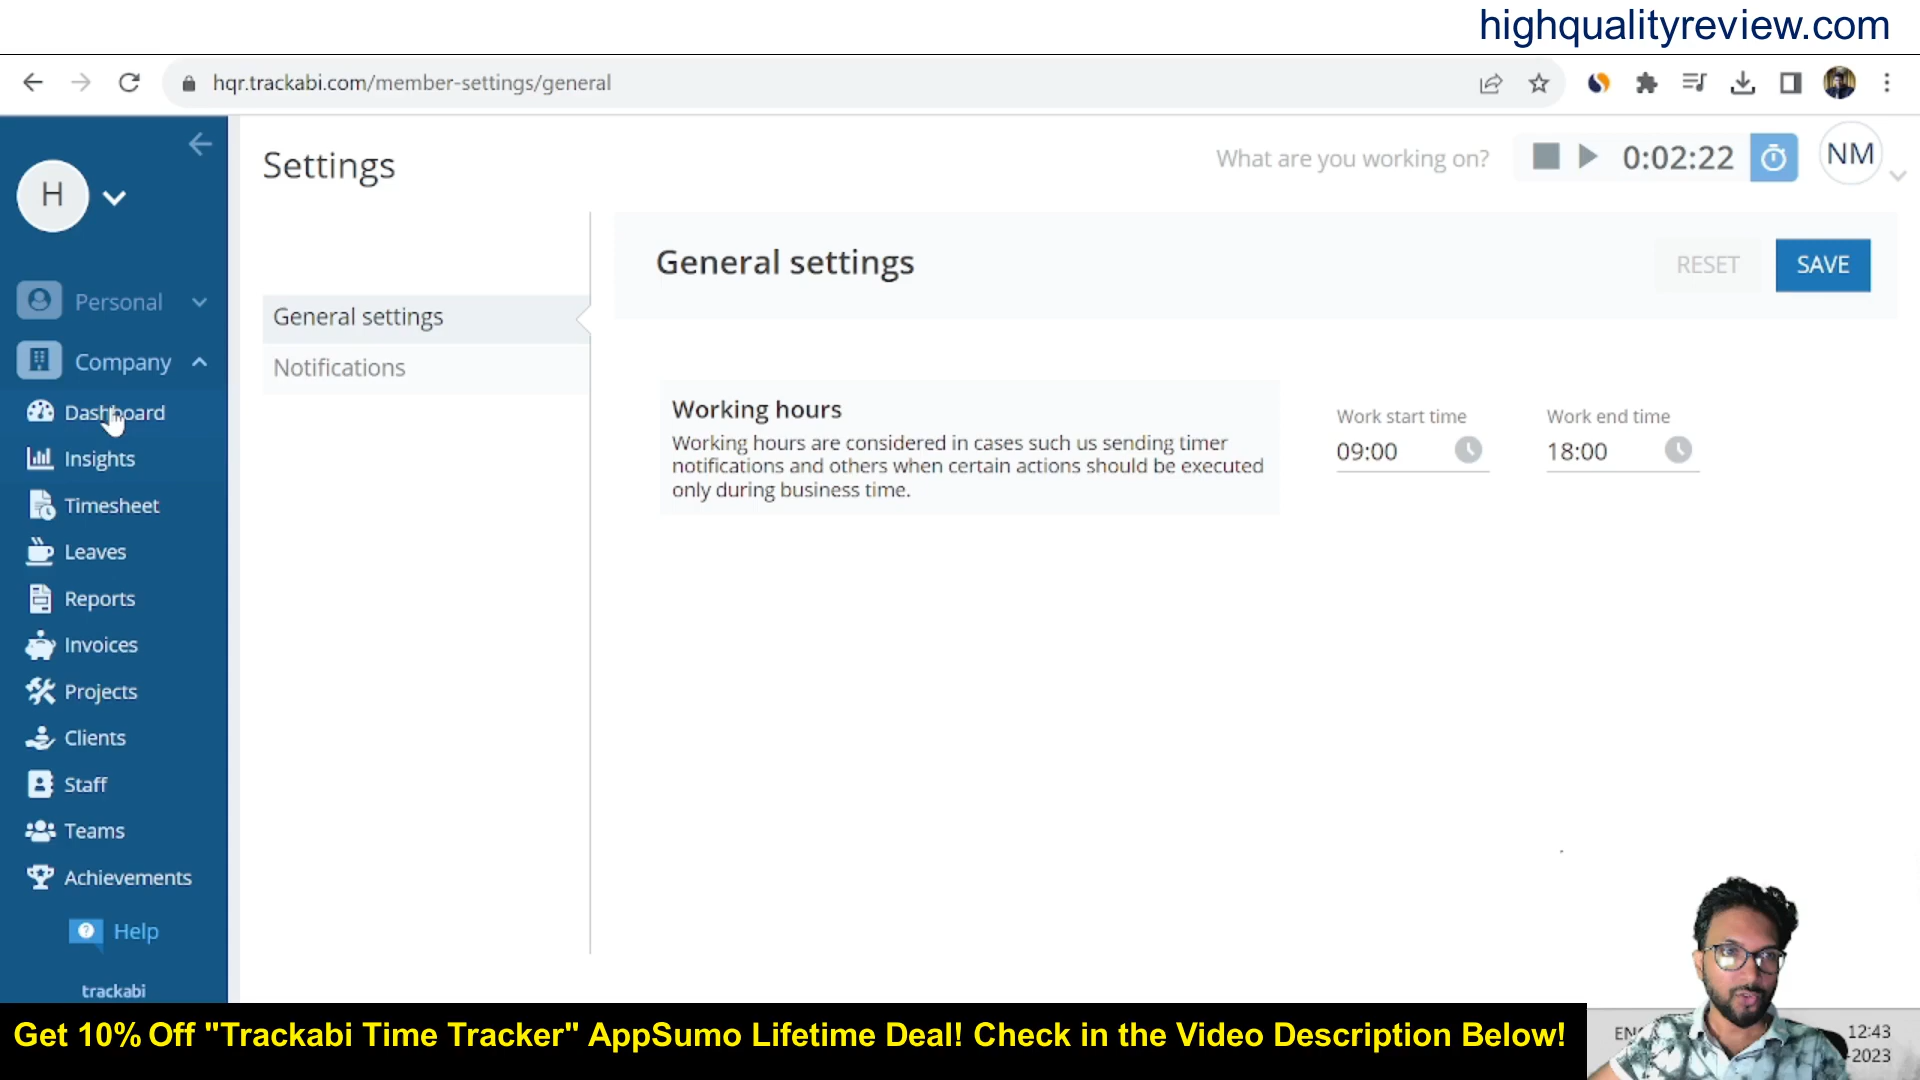 highqualityreview.com
hqr.trackabi.com/member-settings/general
H
Settings
What are you working on?
0:02:22
NM
Personal
Company
Dashboard
Insights
Timesheet
Leaves
Reports
Invoices
Projects
Clients
Staff
Teams
Achievements
Help
trackabi
General settings
Notifications
General settings
RESET
SAVE
Working hours
Working hours are considered in cases such us sending timer
notifications and others when certain actions should be executed
only during business time.
Work start time
09:00
Work end time
18:00
Get 10% Off "Trackabi Time Tracker" AppSumo Lifetime Deal! Check in the Video Description Below!
12:43
-2023